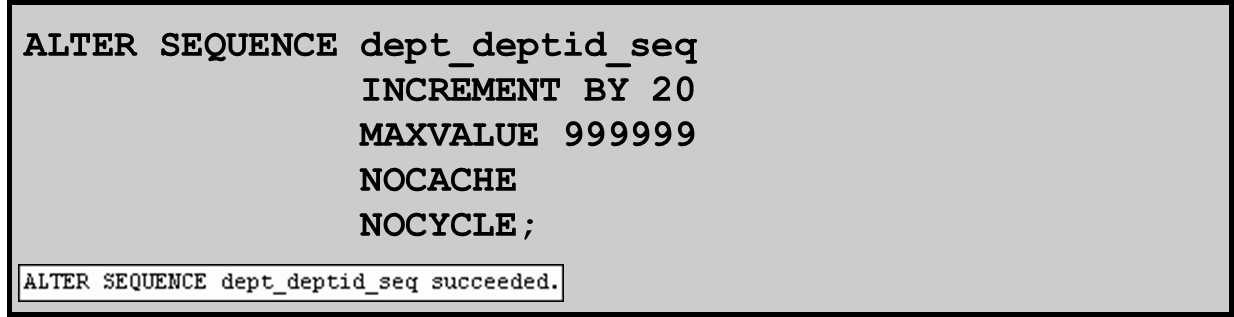 ALTER SEQUENCE dept_deptid_seq
INCREMENT BY 20
MAXVALUE 999999
NOCACHE
NOCYCLE;
ALTER SEQUENCE dept_deptid_seq succeeded.